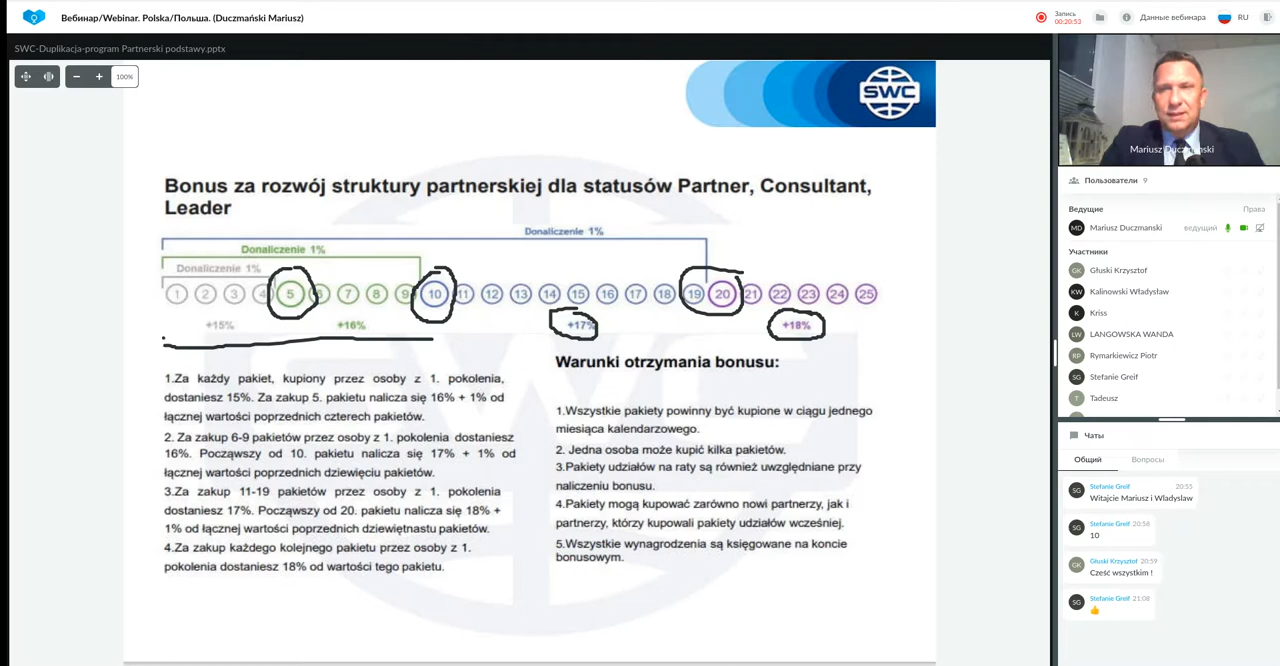 Вебинар/Webinar. Polska/Польша. (Duczmański Mariusz)
Запись
00:20:53
Данные вебинара
RU
SWC-Duplikacja-program Partnerski podstawy.pptx
100%
SWC
Bonus za rozwój struktury partnerskiej dla statusów Partner, Consultant,
Leader
Donaliczenie 1%
Donaliczenie 1%
Donaliczenie 1%
1 2 3 4 5 6 7 8 9 10 11 12 13 14 15 16 17 18 19 20 21 22 23 24 25
+15% +16% +17% +18%
1.Za każdy pakiet, kupiony przez osoby z 1. pokolenia,
dostaniesz 15%. Za zakup 5. pakietu nalicza się 16% + 1% od
łącznej wartości poprzednich czterech pakietów.
2. Za zakup 6-9 pakietów przez osoby z 1. pokolenia dostaniesz
16%. Począwszy od 10. pakietu nalicza się 17% + 1% od
łącznej wartości poprzednich dziewięciu pakietów.
3.Za zakup 11-19 pakietów przez osoby z 1. pokolenia
dostaniesz 17%. Począwszy od 20. pakietu nalicza się 18% +
1% od łącznej wartości poprzednich dziewiętnastu pakietów.
4.Za zakup każdego kolejnego pakietu przez osoby z 1.
pokolenia dostaniesz 18% od wartości tego pakietu.
Warunki otrzymania bonusu:
1.Wszystkie pakiety powinny być kupione w ciągu jednego
miesiąca kalendarzowego.
2. Jedna osoba może kupić kilka pakietów.
3.Pakiety udziałów na raty są również uwzględniane przy
naliczeniu bonusu.
4.Pakiety mogą kupować zarówno nowi partnerzy, jak i
partnerzy, którzy kupowali pakiety udziałów wcześniej.
5.Wszystkie wynagrodzenia są księgowane na koncie
bonusowym.
Mariusz Duczmanski
Пользователи 9
Ведущие Права
MD Mariusz Duczmanski ведущий
Участники
GK Głuski Krzysztof
KW Kalinowski Władysław
K Kriss
LW LANGOWSKA WANDA
RP Rymarkiewicz Piotr
SG Stefanie Greif
T Tadeusz
Чаты
Общий Вопросы
SG Stefanie Greif 20:55
Witajcie Mariusz i Wladyslaw
SG Stefanie Greif 20:58
10
GK Głuski Krzysztof 20:59
Cześć wszystkim !
SG Stefanie Greif 21:08
👍